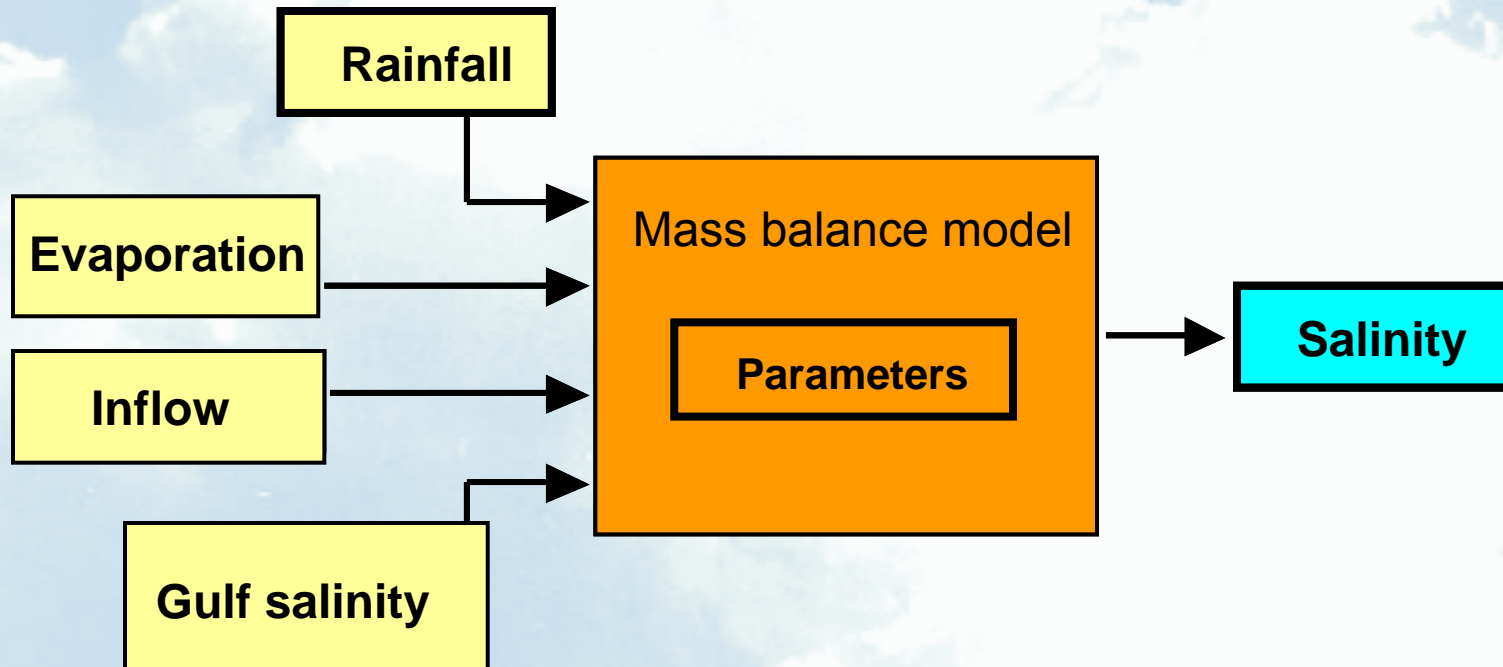 Rainfall
Evaporation
Inflow
Gulf salinity
Mass balance model
Parameters
Salinity